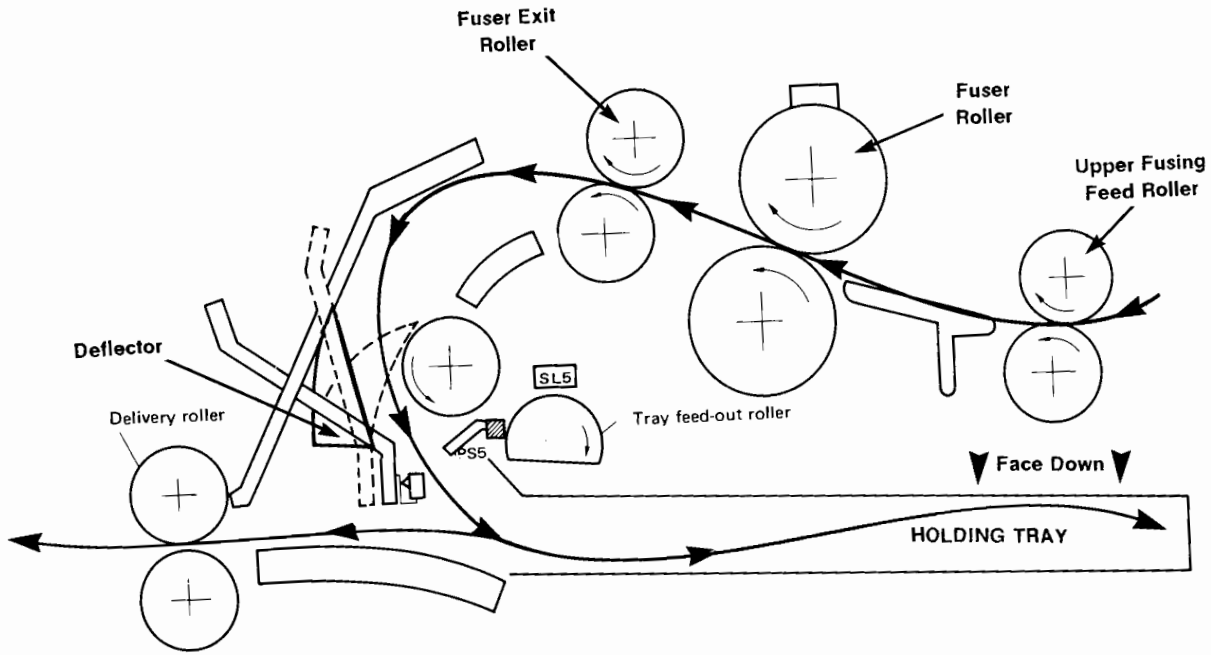 Fuser Exit
Roller
Fuser
Roller
Upper Fusing
Feed Roller
Deflector
Delivery roller
SL5
Tray feed-out roller
PS5
Face Down
HOLDING TRAY